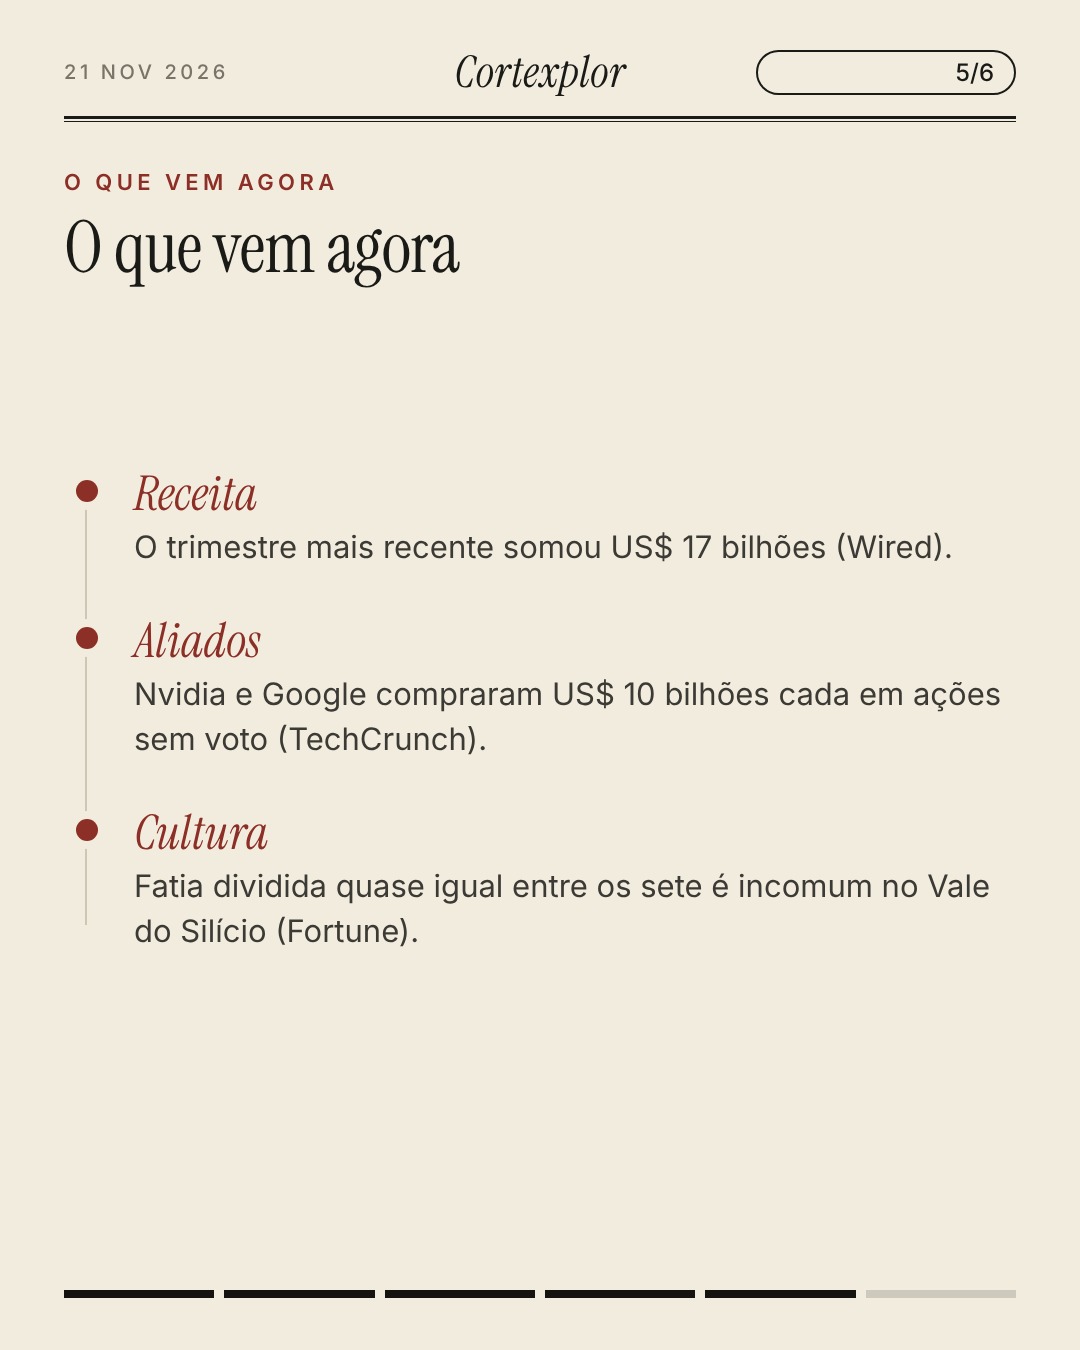 21 NOV 2026
Cortexplor
5/6
O QUE VEM AGORA
O que vem agora
Receita
O trimestre mais recente somou US$ 17 bilhões (Wired).
Aliados
Nvidia e Google compraram US$ 10 bilhões cada em ações
sem voto (TechCrunch).
Cultura
Fatia dividida quase igual entre os sete é incomum no Vale
do Silício (Fortune).